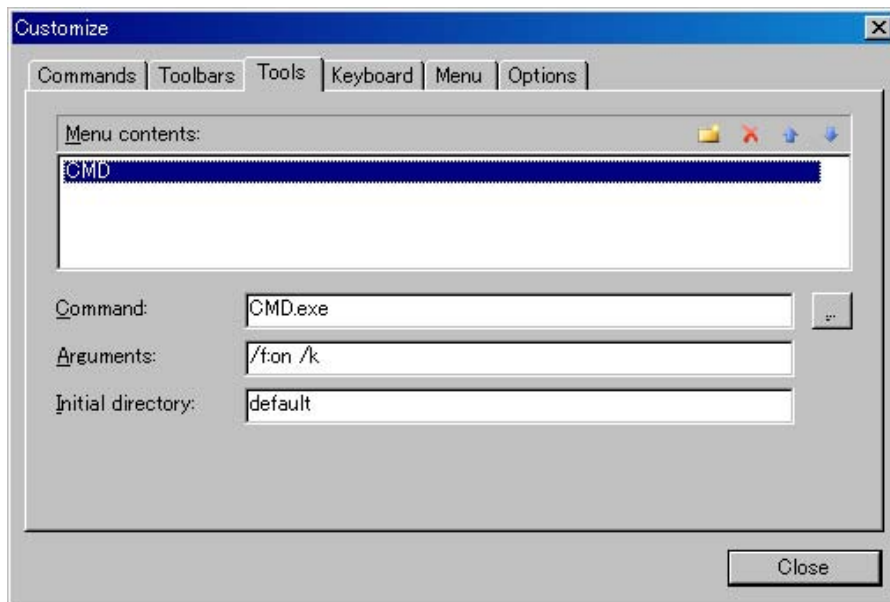 Customize
Commands Toolbars Tools Keyboard Menu Options
Menu contents:
CMD
Command: CMD.exe ...
Arguments: /f:on /k
Initial directory: default
Close